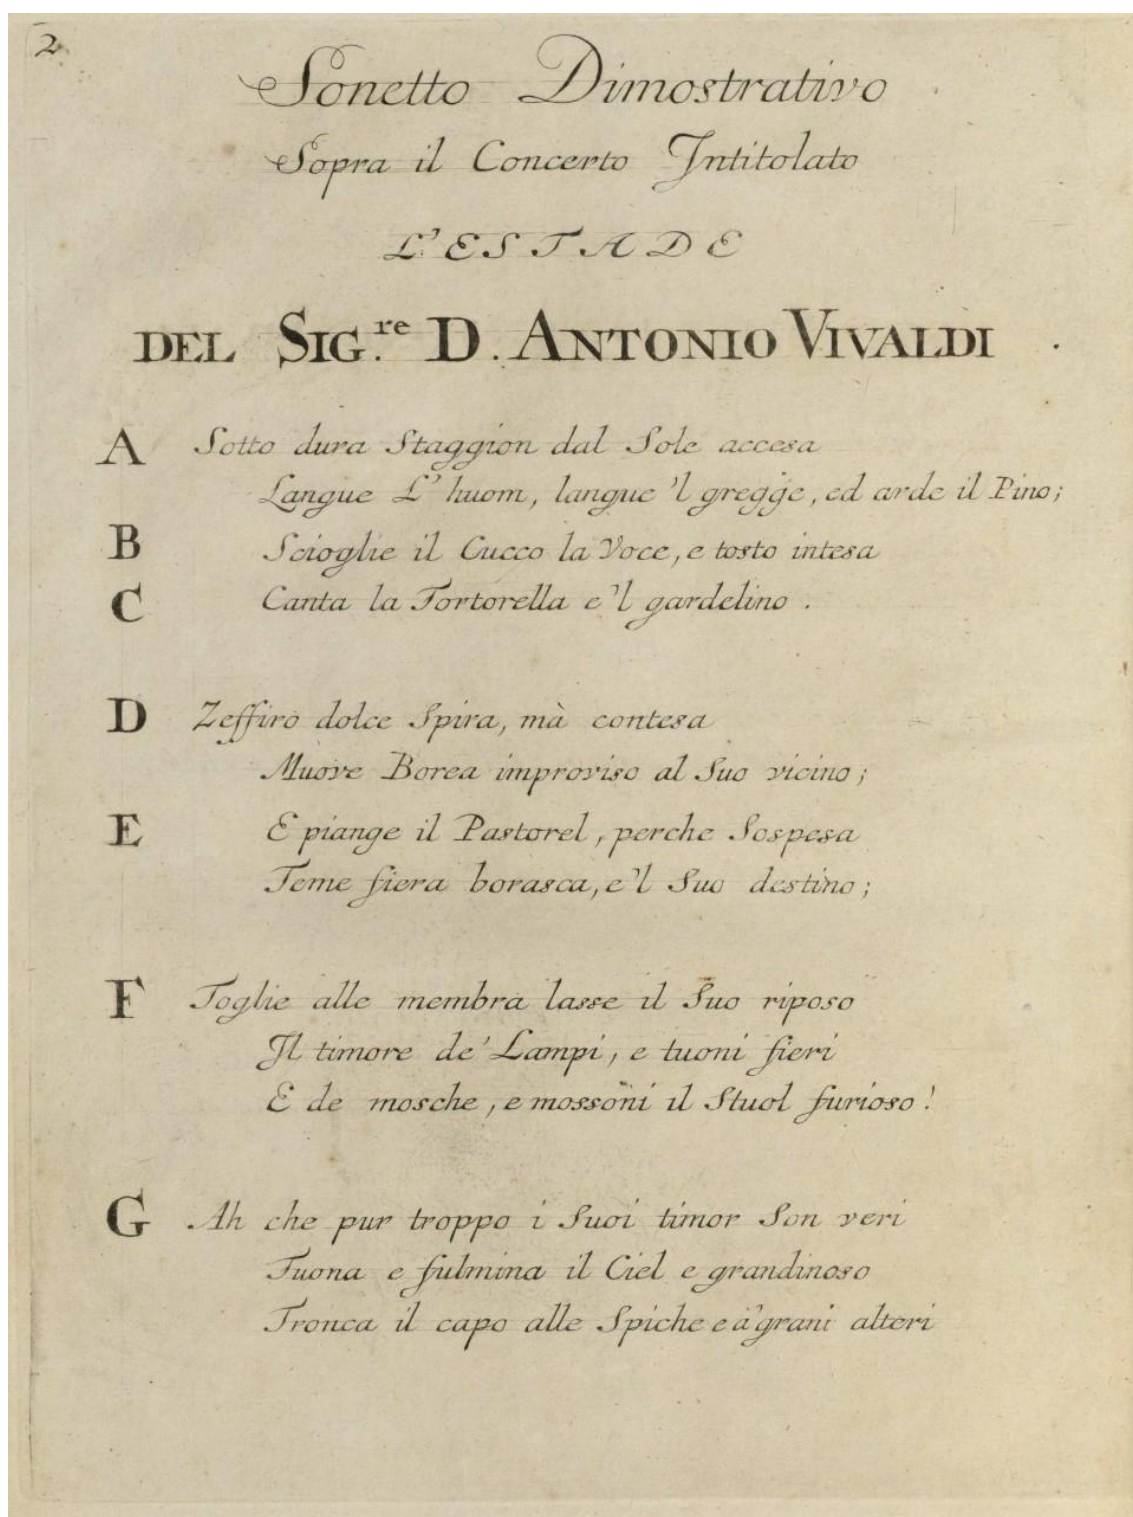 2
Sonetto Dimostrativo
Sopra il Concerto Intitolato
L'ESTADE
DEL SIG.re D. ANTONIO VIVALDI
A Sotto dura Staggion dal Sole accesa
Langue L'huom, langue 'l gregge, ed arde il Pino;
B Scioglie il Cucco la Voce, e tosto intesa
C Canta la Tortorella e 'l gardelino.
D Zeffiro dolce Spira, mà contesa
Muove Borea improviso al Suo vicino;
E E piange il Pastorel, perche Sospesa
Teme fiera borasca, e 'l Suo destino;
F Toglie alle membra lasse il Suo riposo
Il timore de' Lampi, e tuoni fieri
E de mosche, e mossoni il Stuol furioso!
G Ah che pur troppo i Suoi timor Son veri
Tuona e fulmina il Ciel e grandinoso
Tronca il capo alle Spiche e a' grani alteri